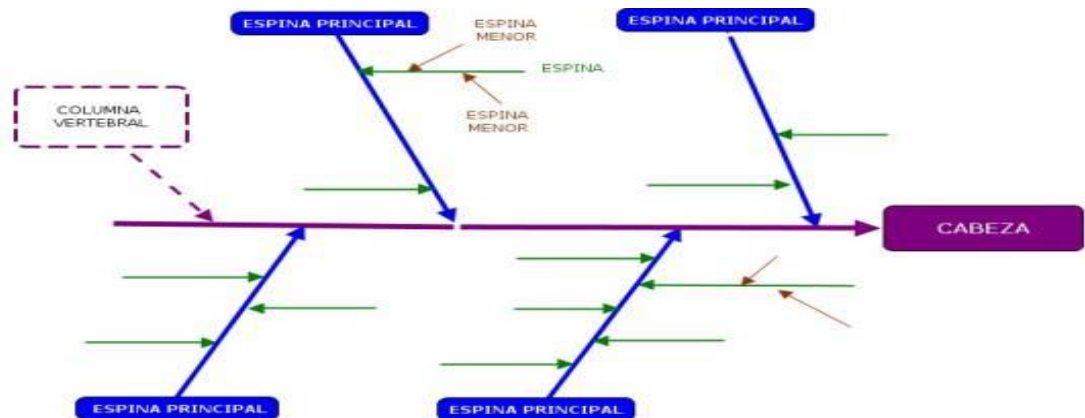 ESPINA PRINCIPAL
ESPINA
MENOR
ESPINA PRINCIPAL
ESPINA
COLUMNA
VERTEBRAL
ESPINA
MENOR
CABEZA
ESPINA PRINCIPAL
ESPINA PRINCIPAL